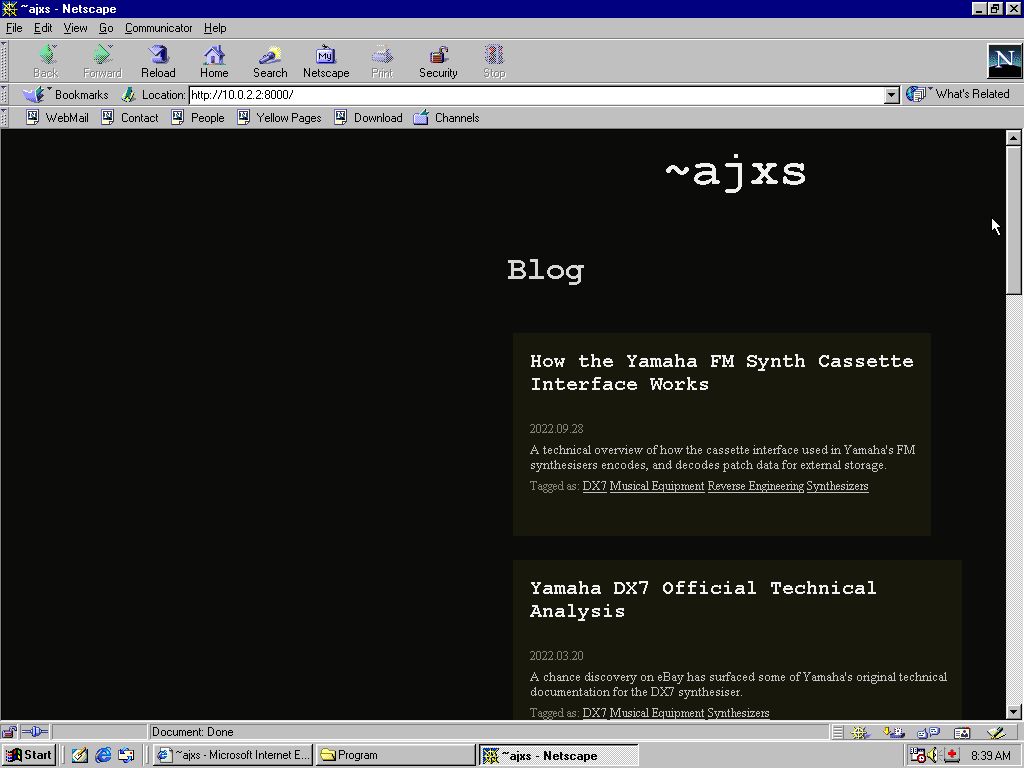 ~ajxs - Netscape
File Edit View Go Communicator Help
Back Forward Reload Home Search Netscape Print Security Stop
My
N
Bookmarks Location: http://10.0.2.2:8000/ What's Related
WebMail Contact People Yellow Pages Download Channels
~ajxs
Blog
How the Yamaha FM Synth Cassette
Interface Works
2022.09.28
A technical overview of how the cassette interface used in Yamaha's FM
synthesisers encodes, and decodes patch data for external storage.
Tagged as: DX7 Musical Equipment Reverse Engineering Synthesizers
Yamaha DX7 Official Technical
Analysis
2022.03.20
A chance discovery on eBay has surfaced some of Yamaha's original technical
documentation for the DX7 synthesiser.
Tagged as: DX7 Musical Equipment Synthesizers
Document: Done
Start ~ajxs - Microsoft Internet E... Program ~ajxs - Netscape 8:39 AM